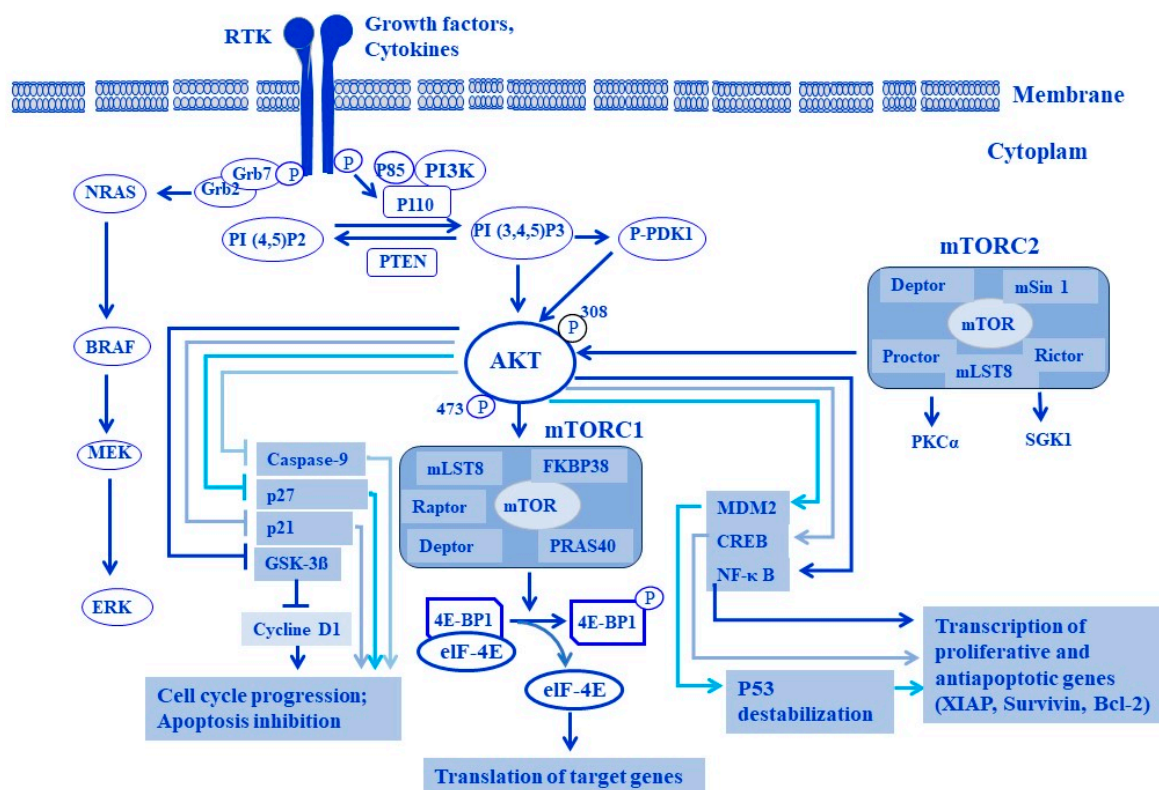 RTK
Growth factors,
Cytokines
Membrane
Cytoplam
Grb7
P
P
P85
PI3K
NRAS
Grb2
P110
PI (4,5)P2
PI (3,4,5)P3
P-PDK1
PTEN
mTORC2
Deptor
mSin 1
mTOR
Proctor
Rictor
mLST8
PKCα
SGK1
308
P
BRAF
AKT
473
P
MEK
mTORC1
Caspase-9
p27
p21
GSK-3ß
mLST8
FKBP38
Raptor
mTOR
Deptor
PRAS40
MDM2
CREB
NF-κ B
ERK
Cycline D1
4E-BP1
elF-4E
4E-BP1
P
elF-4E
Cell cycle progression;
Apoptosis inhibition
P53
destabilization
Transcription of
proliferative and
antiapoptotic genes
(XIAP, Survivin, Bcl-2)
Translation of target genes